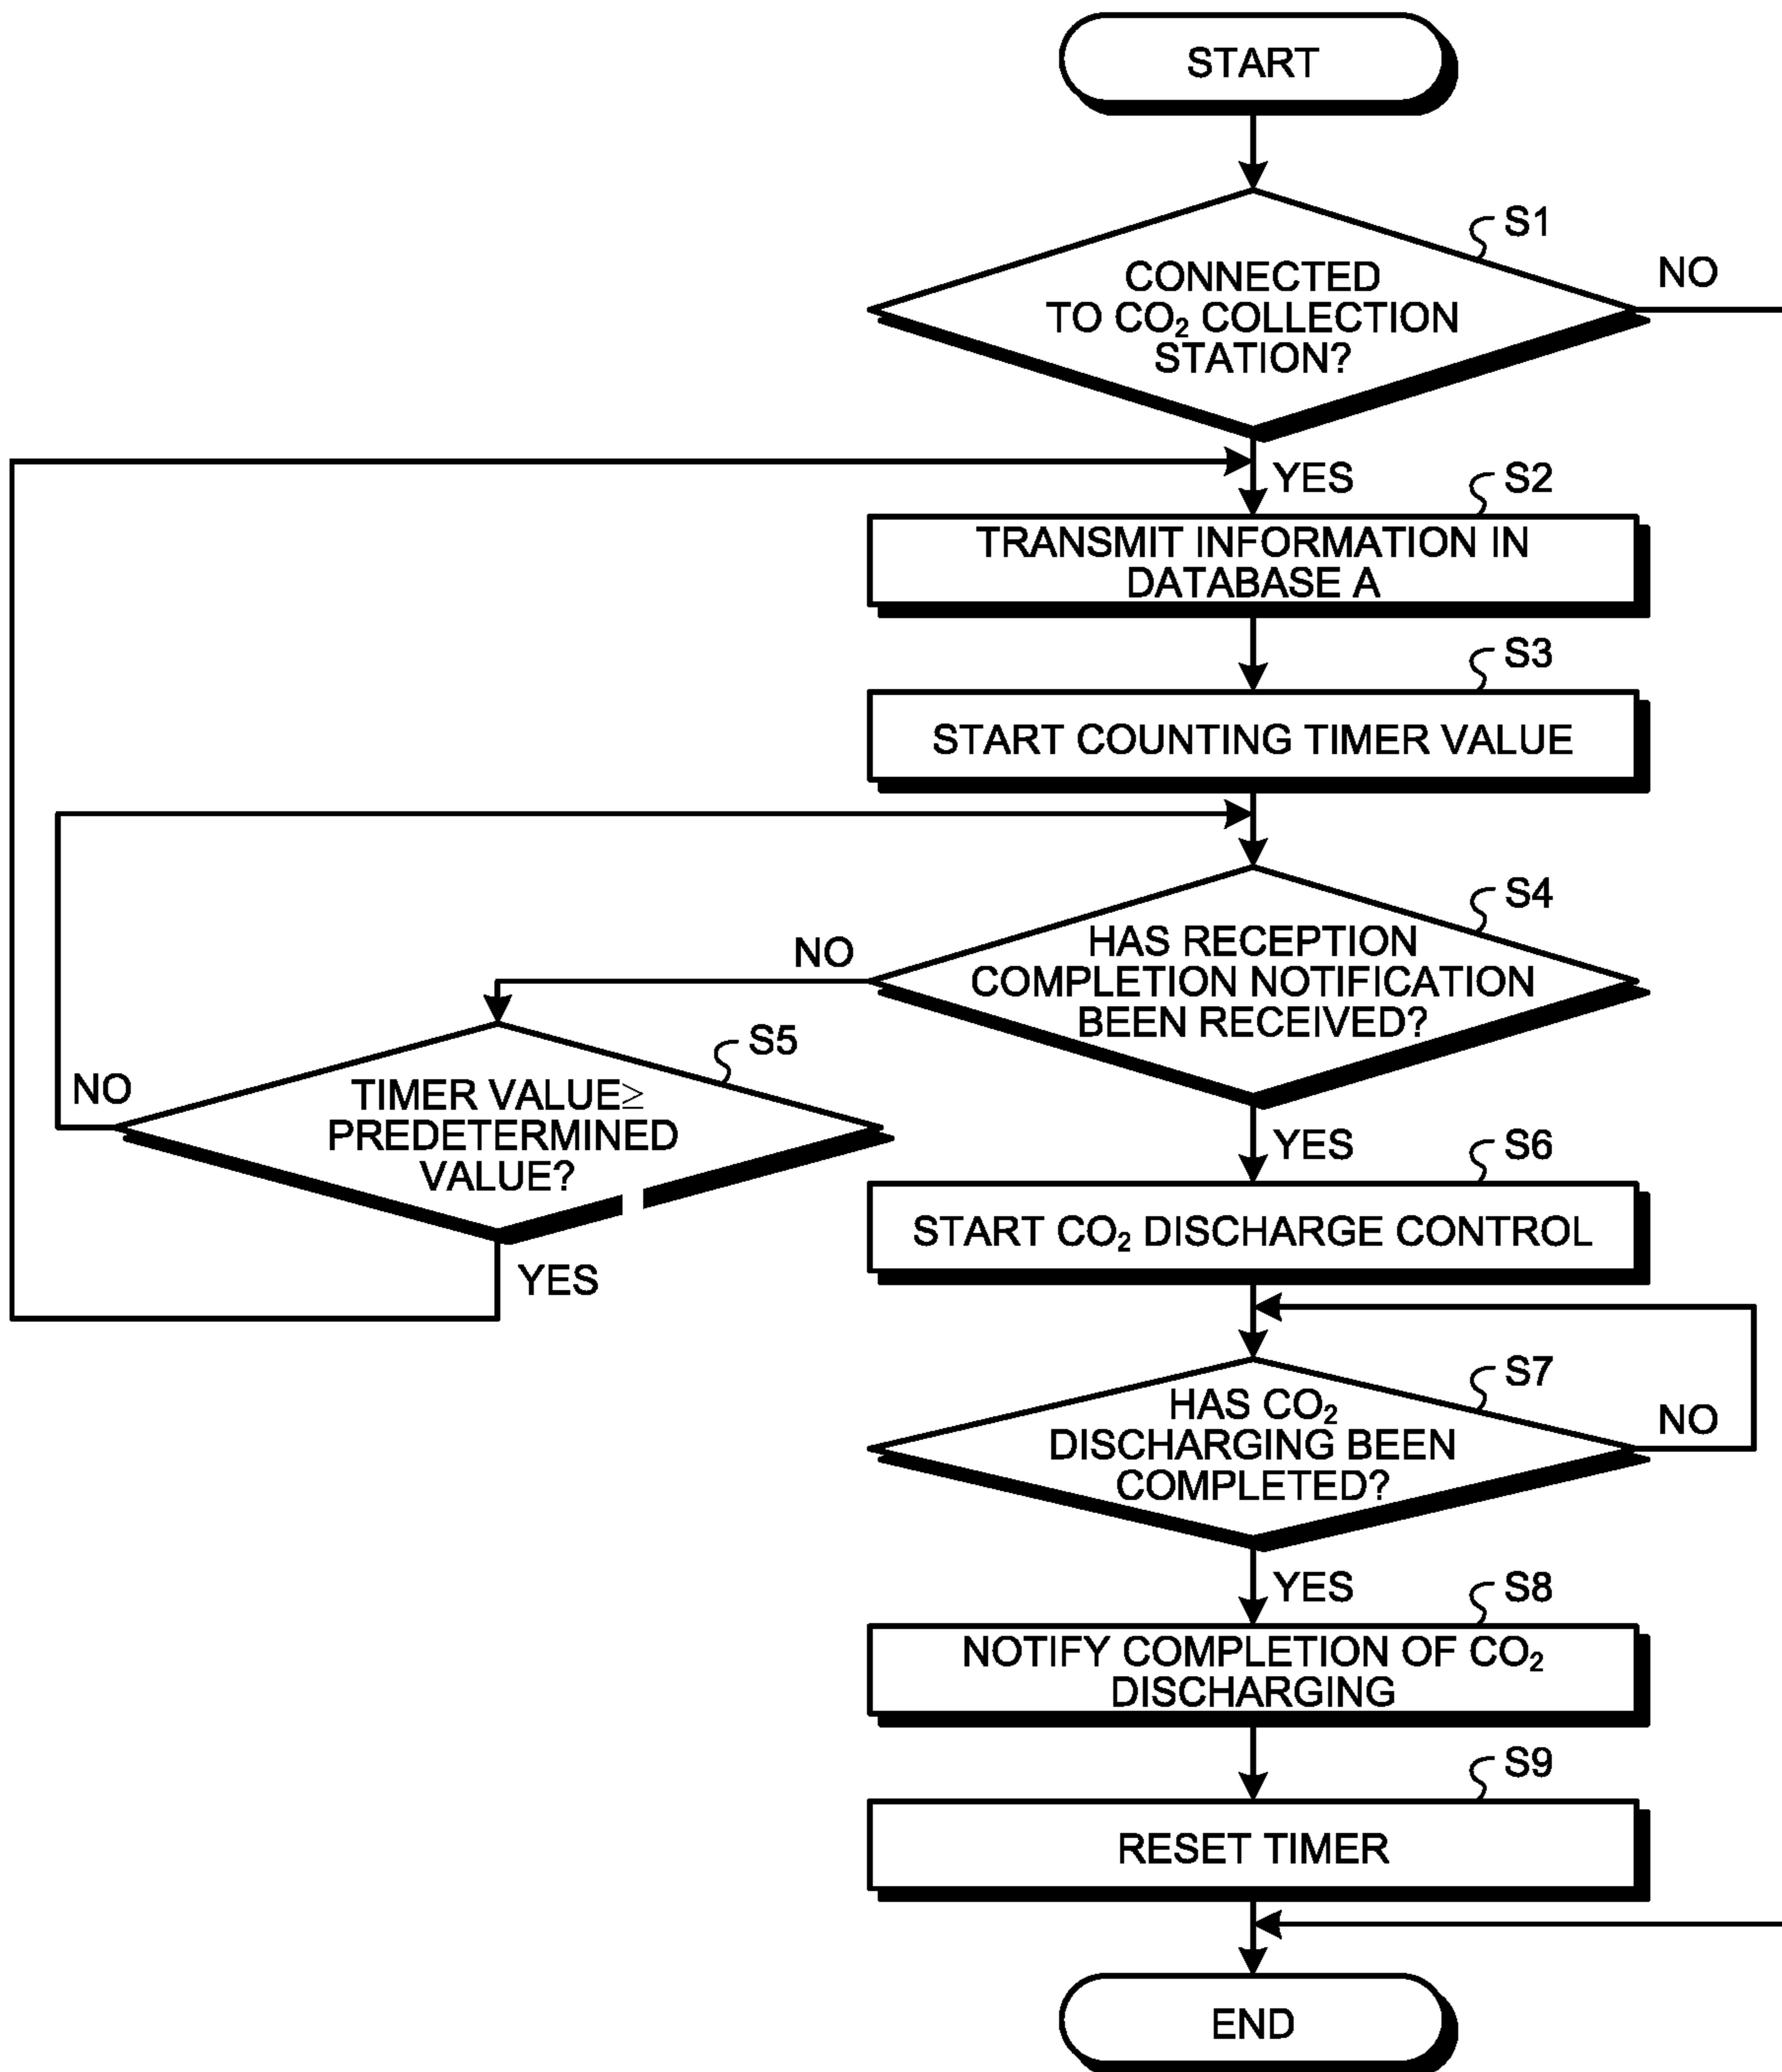 START
S1
CONNECTED
TO CO₂ COLLECTION
STATION?
NO
YES
S2
TRANSMIT INFORMATION IN
DATABASE A
S3
START COUNTING TIMER VALUE
S4
HAS RECEPTION
COMPLETION NOTIFICATION
BEEN RECEIVED?
NO
S5
TIMER VALUE≥
PREDETERMINED
VALUE?
NO
YES
YES
S6
START CO₂ DISCHARGE CONTROL
S7
HAS CO₂
DISCHARGING BEEN
COMPLETED?
NO
YES
S8
NOTIFY COMPLETION OF CO₂
DISCHARGING
S9
RESET TIMER
END